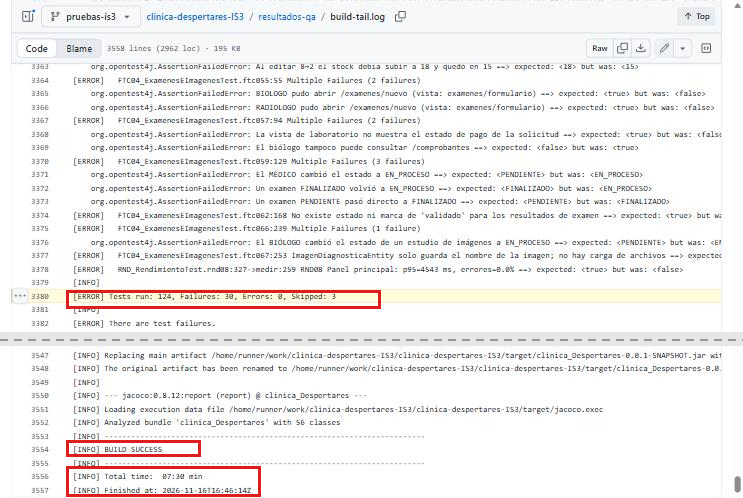 pruebas-is3
clinica-despertares-IS3 / resultados-qa / build-tail.log
Top
Code Blame 3558 lines (2962 loc) · 195 KB
Raw
3363 org.opentest4j.AssertionFailedError: Al editar 8→2 el stock debía subir a 18 y quedó en 15 ==> expected: <18> but was: <15>
3364 [ERROR] FTC04_ExamenesEImagenesTest.ftc055:55 Multiple Failures (2 failures)
3365 org.opentest4j.AssertionFailedError: BIOLOGO pudo abrir /examenes/nuevo (vista: examenes/formulario) ==> expected: <true> but was: <false>
3366 org.opentest4j.AssertionFailedError: RADIOLOGO pudo abrir /examenes/nuevo (vista: examenes/formulario) ==> expected: <true> but was: <false>
3367 [ERROR] FTC04_ExamenesEImagenesTest.ftc057:94 Multiple Failures (2 failures)
3368 org.opentest4j.AssertionFailedError: La vista de laboratorio no muestra el estado de pago de la solicitud ==> expected: <true> but was: <fals
3369 org.opentest4j.AssertionFailedError: El biólogo tampoco puede consultar /comprobantes ==> expected: <false> but was: <true>
3370 [ERROR] FTC04_ExamenesEImagenesTest.ftc059:129 Multiple Failures (3 failures)
3371 org.opentest4j.AssertionFailedError: El MÉDICO cambió el estado a EN_PROCESO ==> expected: <PENDIENTE> but was: <EN_PROCESO>
3372 org.opentest4j.AssertionFailedError: Un examen FINALIZADO volvió a EN_PROCESO ==> expected: <FINALIZADO> but was: <EN_PROCESO>
3373 org.opentest4j.AssertionFailedError: Un examen PENDIENTE pasó directo a FINALIZADO ==> expected: <PENDIENTE> but was: <FINALIZADO>
3374 [ERROR] FTC04_ExamenesEImagenesTest.ftc062:168 No existe estado ni marca de 'validado' para los resultados de examen ==> expected: <true> but wa
3375 [ERROR] FTC04_ExamenesEImagenesTest.ftc066:239 Multiple Failures (1 failure)
3376 org.opentest4j.AssertionFailedError: El BIÓLOGO cambió el estado de un estudio de imágenes a EN_PROCESO ==> expected: <PENDIENTE> but was: <EN
3377 [ERROR] FTC04_ExamenesEImagenesTest.ftc067:253 ImagenDiagnosticaEntity solo guarda el nombre de la imagen; no hay carga de archivos ==> expected
3378 [ERROR] RND_RendimientoTest.rnd08:327->medir:259 RND08 Panel principal: p95=4543 ms, errores=0.0% ==> expected: <true> but was: <false>
3379 [INFO]
3380 [ERROR] Tests run: 124, Failures: 30, Errors: 0, Skipped: 3
3381 [INFO]
3382 [ERROR] There are test failures.
3547 [INFO] Replacing main artifact /home/runner/work/clinica-despertares-IS3/clinica-despertares-IS3/target/clinica_Despertares-0.0.1-SNAPSHOT.jar wit
3548 [INFO] The original artifact has been renamed to /home/runner/work/clinica-despertares-IS3/clinica-despertares-IS3/target/clinica_Despertares-0.0.
3549 [INFO]
3550 [INFO] --- jacoco:0.8.12:report (report) @ clinica_Despertares ---
3551 [INFO] Loading execution data file /home/runner/work/clinica-despertares-IS3/clinica-despertares-IS3/target/jacoco.exec
3552 [INFO] Analyzed bundle 'clinica_Despertares' with 56 classes
3553 [INFO] ------------------------------------------------------------------------
3554 [INFO] BUILD SUCCESS
3555 [INFO] ------------------------------------------------------------------------
3556 [INFO] Total time:  07:30 min
3557 [INFO] Finished at: 2026-11-16T16:46:14Z